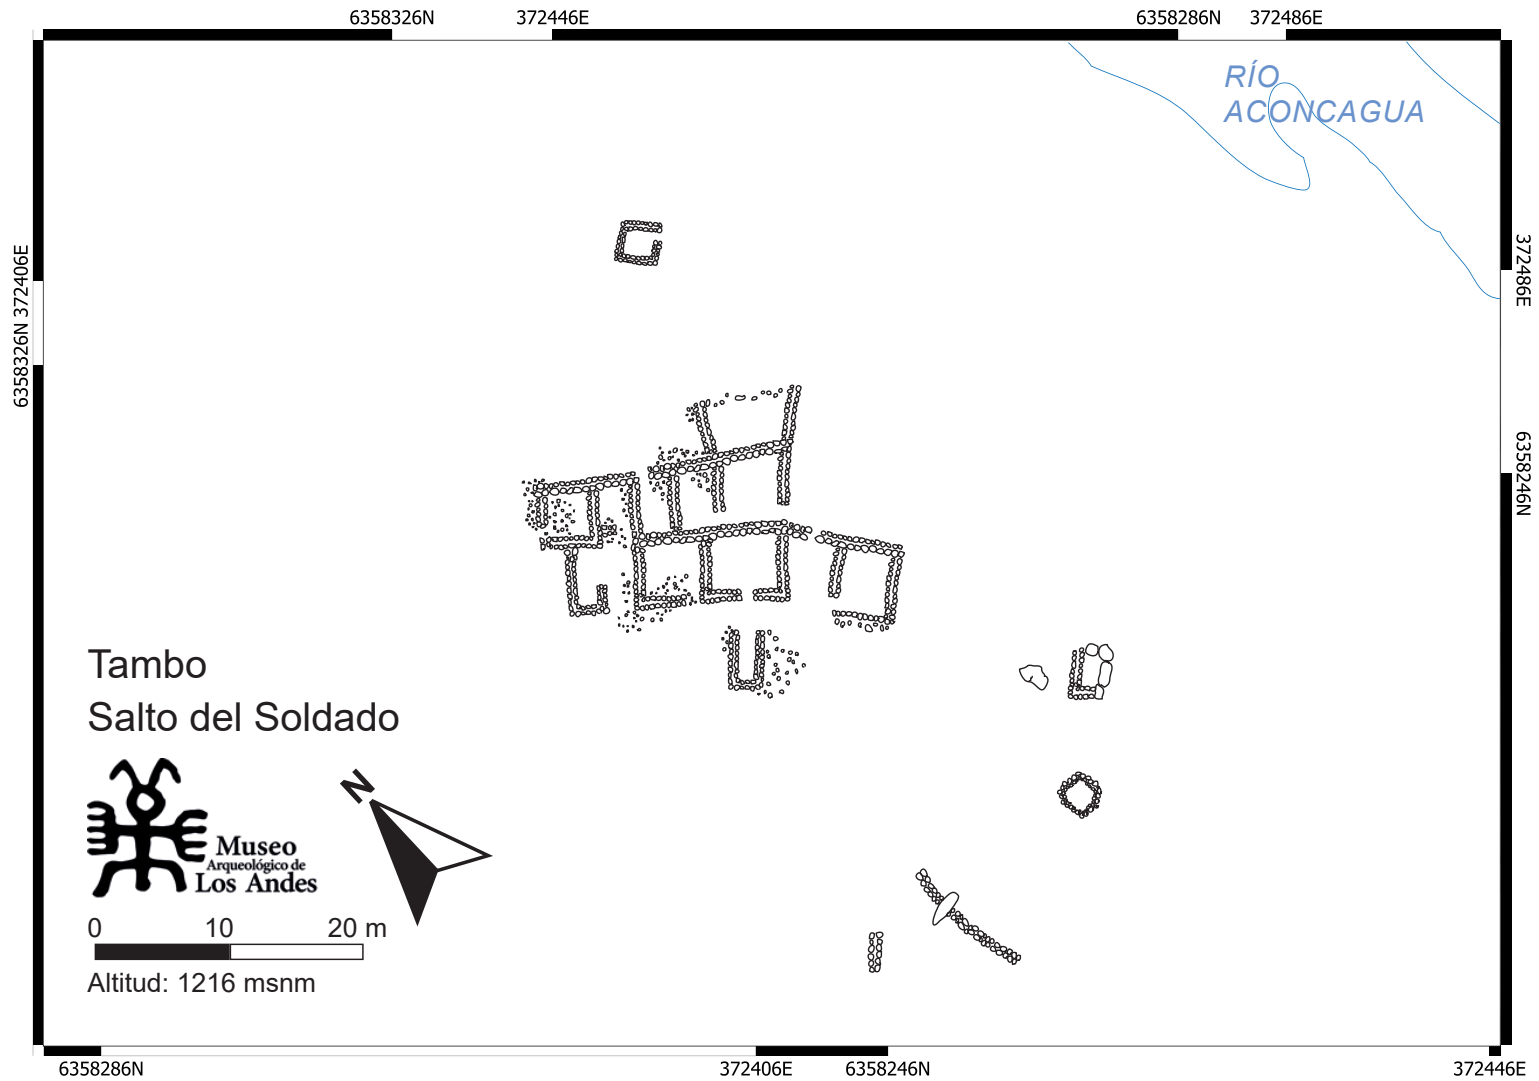 6358326N 372446E 6358286N 372486E
RÍO
ACONCAGUA
6358326N 372406E
372486E
6358246N
Tambo
Salto del Soldado
N
Museo
Arqueológico de
Los Andes
0 10 20 m
Altitud: 1216 msnm
6358286N 372406E 6358246N 372446E